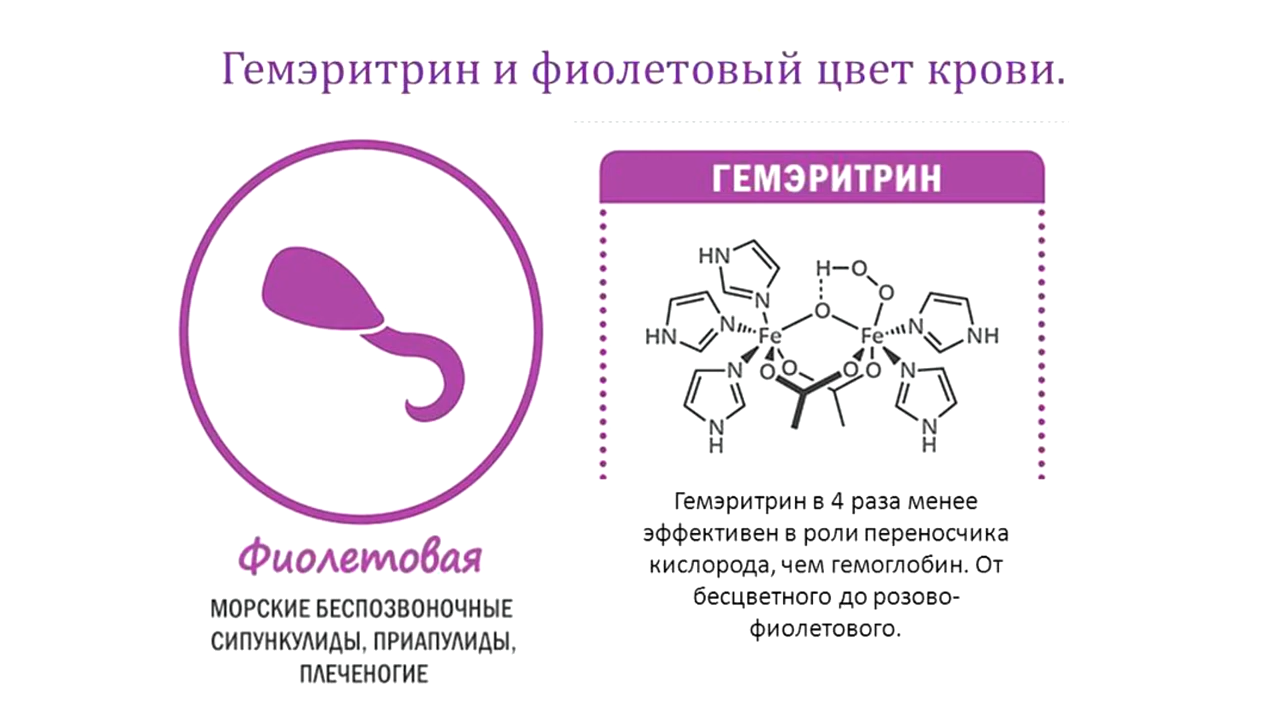 Гемэритрин и фиолетовый цвет крови.
ГЕМЭРИТРИН
HN
N
H
O
O
N
HN
N
Fe
O
Fe
N
NH
N
O
O
O
O
N
N
H
N
H
Гемэритрин в 4 раза менее
эффективен в роли переносчика
кислорода, чем гемоглобин. От
бесцветного до розово-
фиолетового.
Фиолетовая
МОРСКИЕ БЕСПОЗВОНОЧНЫЕ
СИПУНКУЛИДЫ, ПРИАПУЛИДЫ,
ПЛЕЧЕНОГИЕ